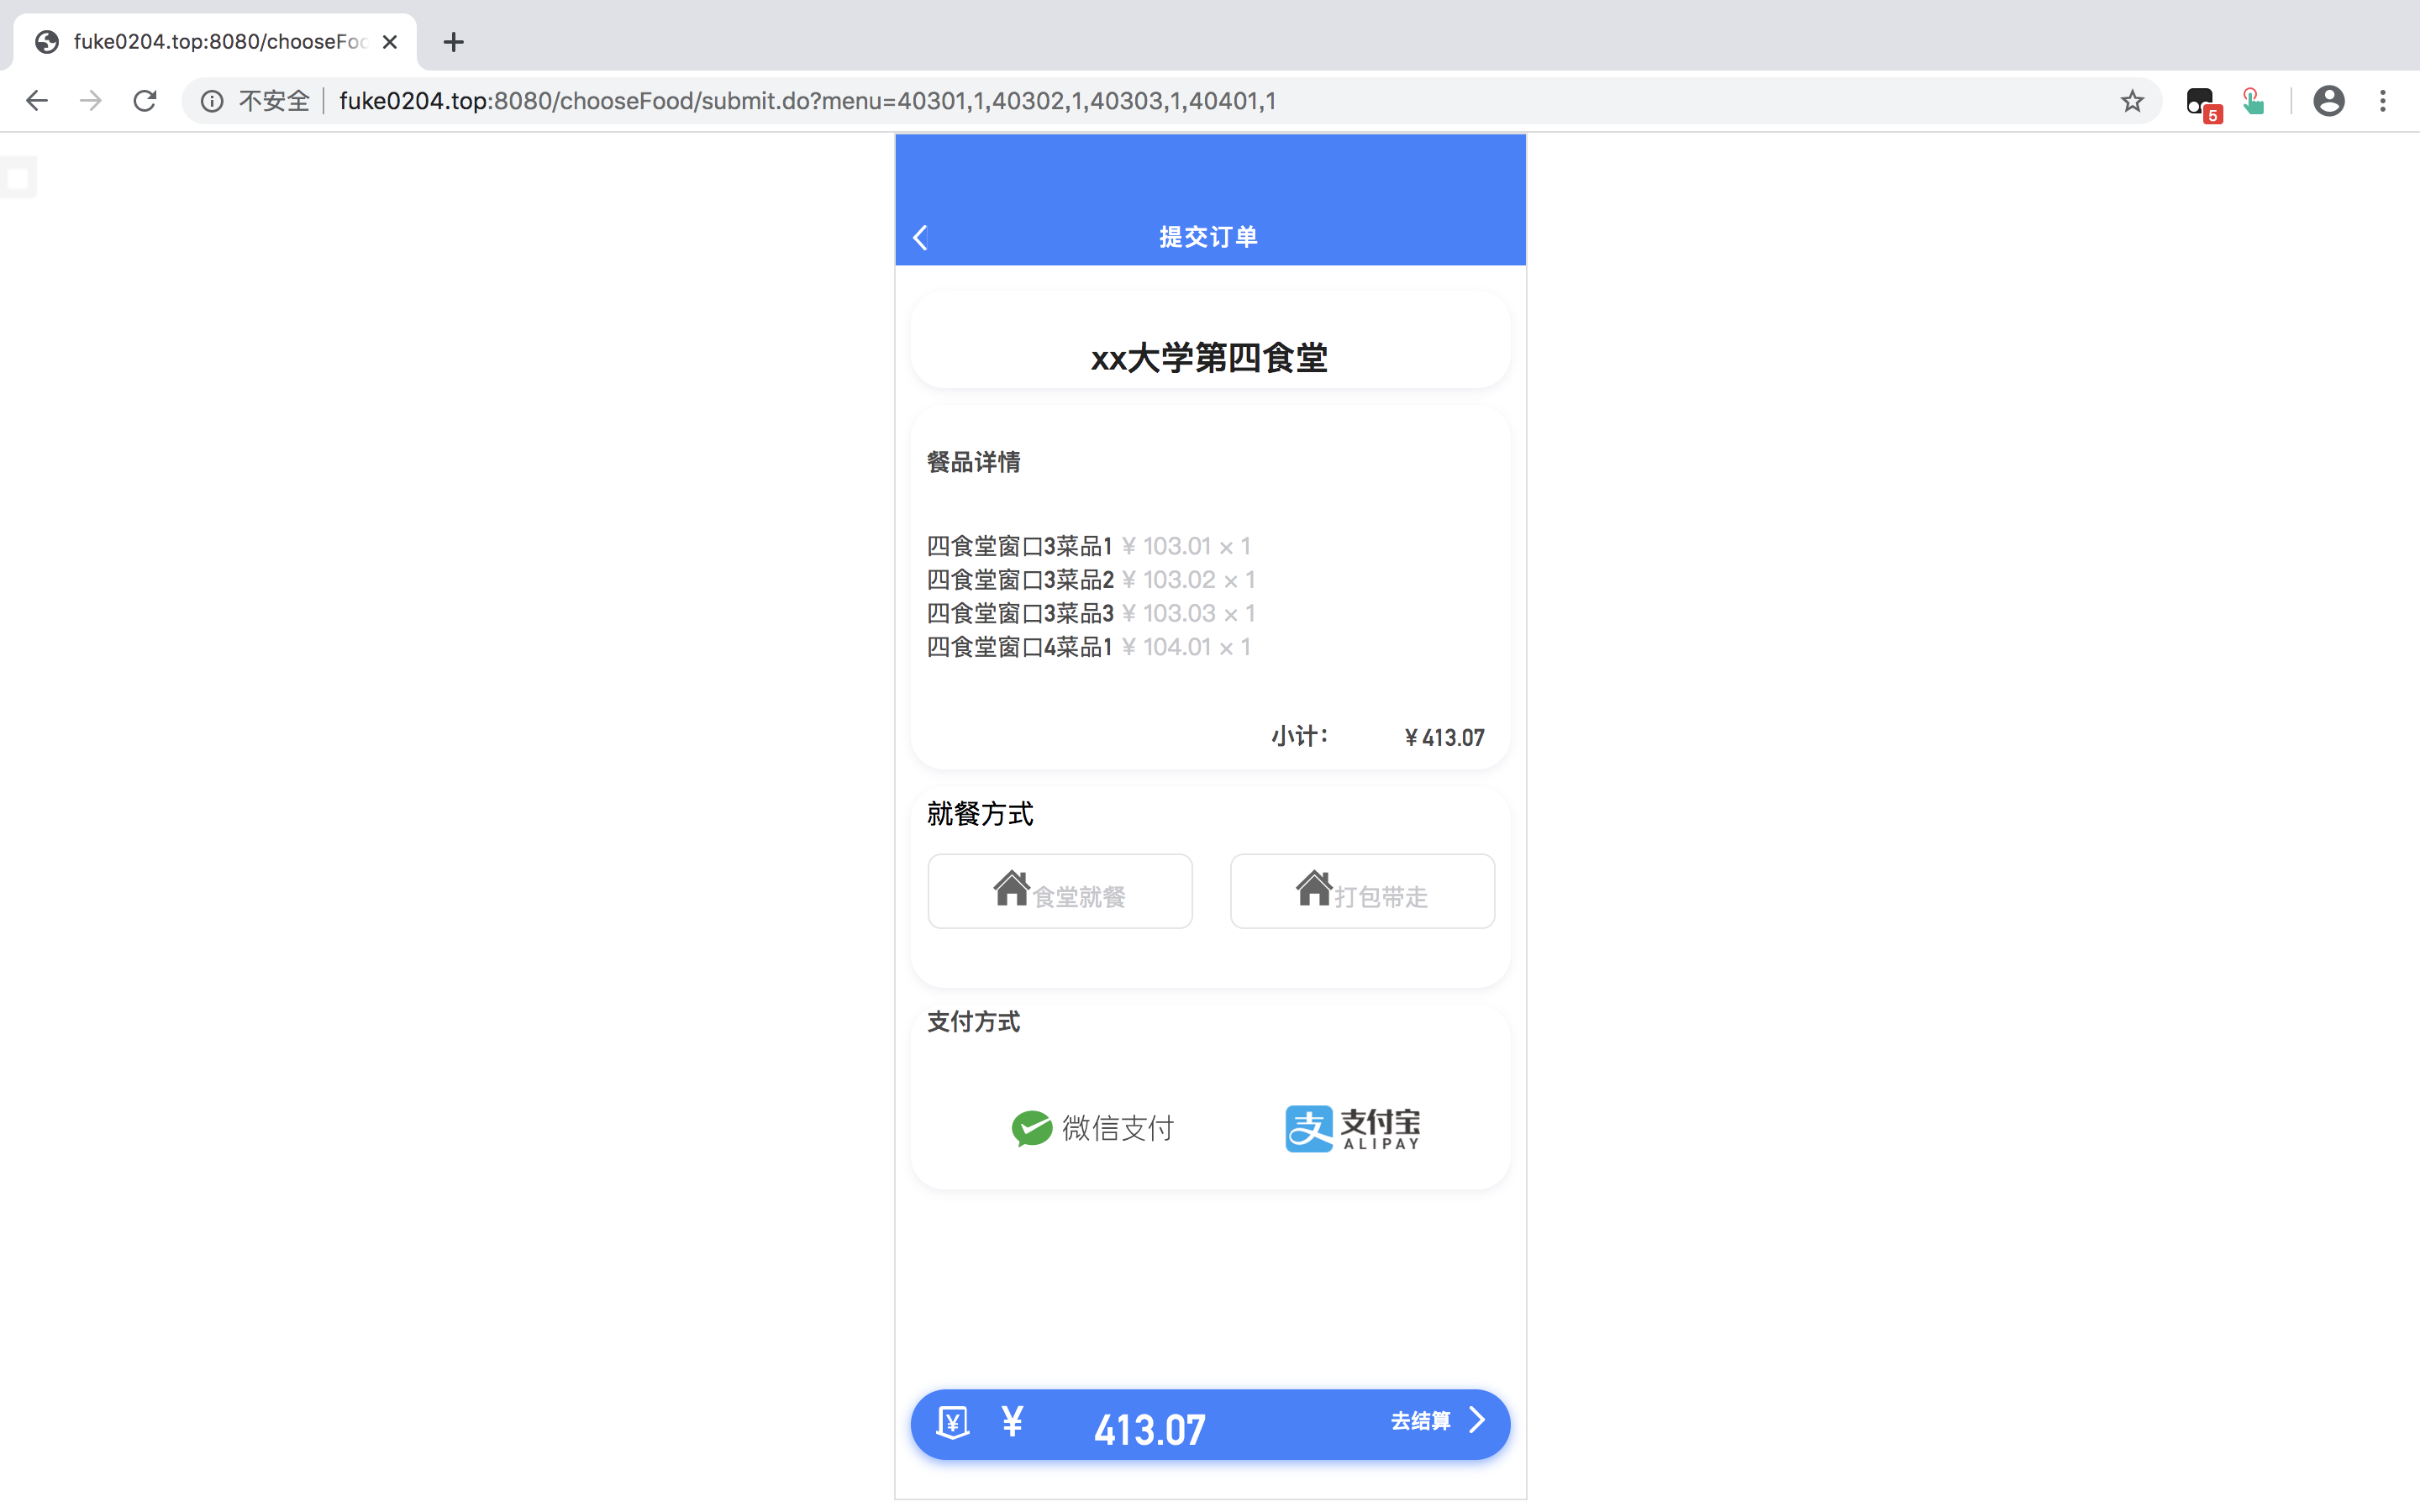 fuke0204.top:8080/chooseFoo
不安全 fuke0204.top:8080/chooseFood/submit.do?menu=40301,1,40302,1,40303,1,40401,1
5
提交订单
xx大学第四食堂
餐品详情
四食堂窗口3菜品1 ¥ 103.01 × 1
四食堂窗口3菜品2 ¥ 103.02 × 1
四食堂窗口3菜品3 ¥ 103.03 × 1
四食堂窗口4菜品1 ¥ 104.01 × 1
小计： ¥ 413.07
就餐方式
食堂就餐 打包带走
支付方式
微信支付 支 支付宝
ALIPAY
¥ ¥ 413.07 去结算